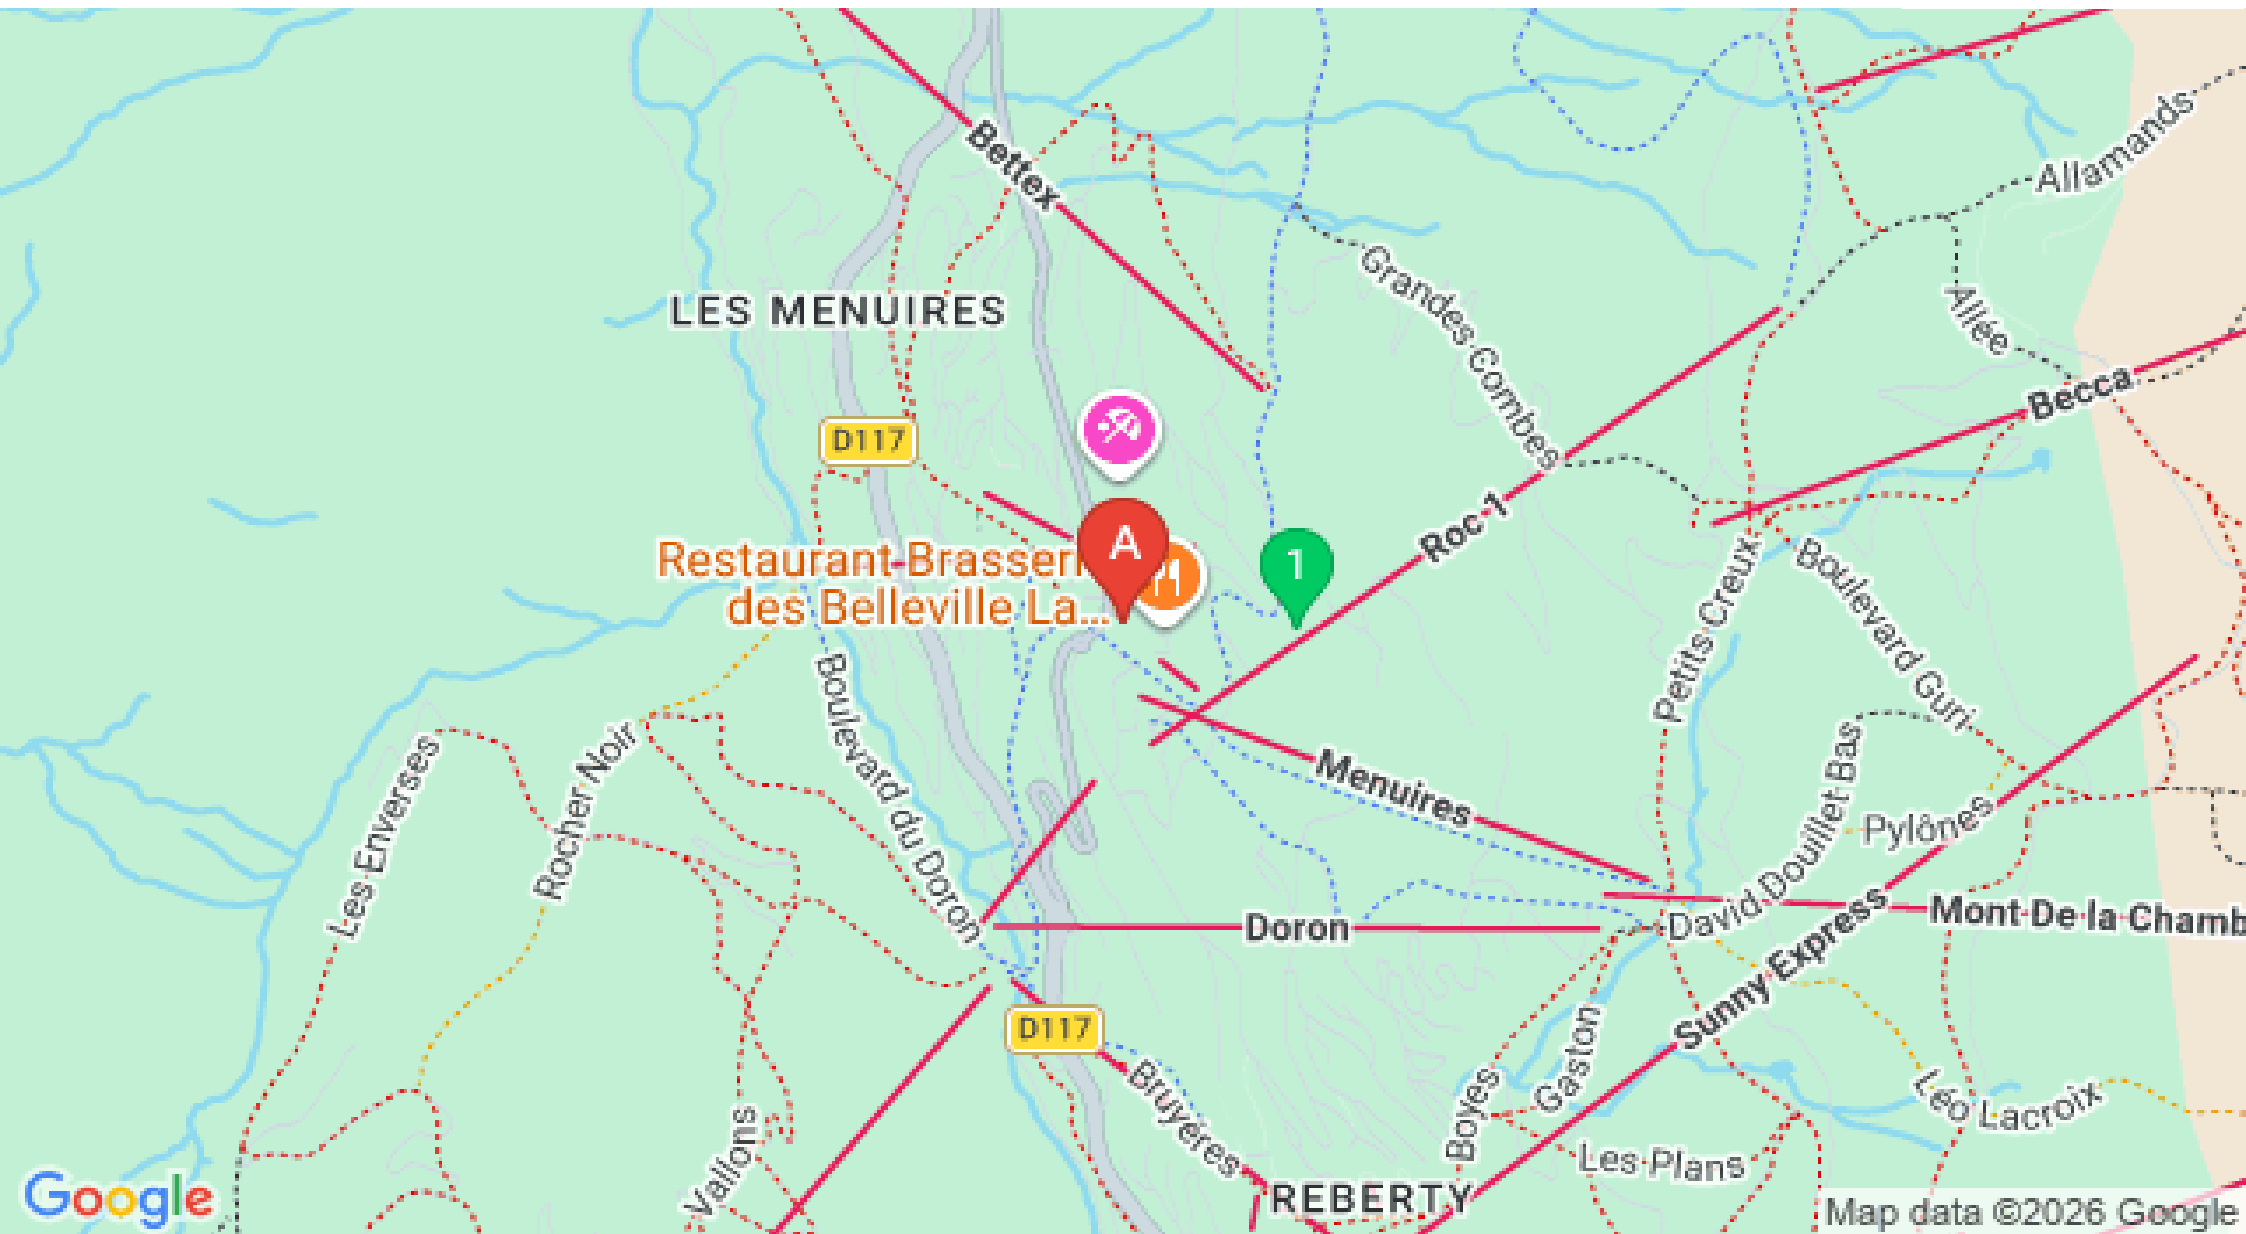 Bettex
Allamands
Grandes Combes
Allée
LES MENUIRES
Becca
D117
Roc 1
A
1
Restaurant Brasseri
des Belleville La...
Petits Creux
Boulevard Guri
Boulevard du Doron
Les Enverses
Rocher Noir
Menuires
David Douillet Bas
Pylônes
Doron
Mont De la Chamb
Sunny Express
D117
Gaston
Bruyères
Boyes
Léo Lacroix
Vallons
Les Plans
REBERTY
Google
Map data ©2026 Google